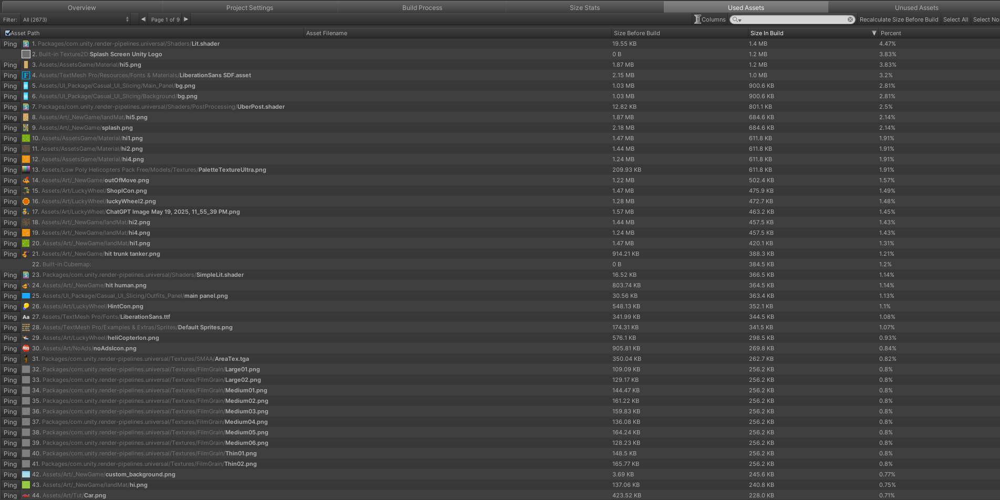 Overview Project Settings Build Process Size Stats Used Assets Unused Assets
Filter: All (2673) ◀ Page 1 of 9 ▶ Columns Recalculate Size Before Build Select All Select No
Asset Path Asset Filename Size Before Build Size In Build ▼ Percent
Ping 1. Packages/com.unity.render-pipelines.universal/Shaders/Lit.shader 19.55 KB 1.4 MB 4.47%
2. Built-in Texture2D:Splash Screen Unity Logo 0 B 1.2 MB 3.83%
Ping 3. Assets/AssetsGame/Material/hi5.png 1.87 MB 1.2 MB 3.83%
Ping F 4. Assets/TextMesh Pro/Resources/Fonts & Materials/LiberationSans SDF.asset 2.15 MB 1.0 MB 3.2%
Ping 5. Assets/UI_Package/Casual_UI_Slicing/Main_Panel/bg.png 1.03 MB 900.6 KB 2.81%
Ping 6. Assets/UI_Package/Casual_UI_Slicing/Background/bg.png 1.03 MB 900.6 KB 2.81%
Ping 7. Packages/com.unity.render-pipelines.universal/Shaders/PostProcessing/UberPost.shader 12.82 KB 801.1 KB 2.5%
Ping 8. Assets/Art/_NewGame/landMat/hi5.png 1.87 MB 684.6 KB 2.14%
Ping 9. Assets/Art/_NewGame/splash.png 2.18 MB 684.6 KB 2.14%
Ping 10. Assets/AssetsGame/Material/hi1.png 1.47 MB 611.8 KB 1.91%
Ping 11. Assets/AssetsGame/Material/hi2.png 1.44 MB 611.8 KB 1.91%
Ping 12. Assets/AssetsGame/Material/hi4.png 1.24 MB 611.8 KB 1.91%
Ping 13. Assets/Low Poly Helicopters Pack Free/Models/Textures/PaletteTextureUltra.png 209.93 KB 611.8 KB 1.91%
Ping 14. Assets/Art/_NewGame/outOfMove.png 1.22 MB 502.4 KB 1.57%
Ping 15. Assets/Art/LuckyWheel/ShopICon.png 1.47 MB 475.9 KB 1.49%
Ping 16. Assets/Art/LuckyWheel/luckyWheel2.png 1.28 MB 472.7 KB 1.48%
Ping 17. Assets/Art/LuckyWheel/ChatGPT Image May 19, 2025, 11_55_39 PM.png 1.57 MB 463.2 KB 1.45%
Ping 18. Assets/Art/_NewGame/landMat/hi2.png 1.44 MB 457.5 KB 1.43%
Ping 19. Assets/Art/_NewGame/landMat/hi4.png 1.24 MB 457.5 KB 1.43%
Ping 20. Assets/Art/_NewGame/landMat/hi1.png 1.47 MB 420.1 KB 1.31%
Ping 21. Assets/Art/_NewGame/hit trunk tanker.png 914.21 KB 388.3 KB 1.21%
22. Built-in Cubemap: 0 B 384.5 KB 1.2%
Ping 23. Packages/com.unity.render-pipelines.universal/Shaders/SimpleLit.shader 16.52 KB 366.5 KB 1.14%
Ping 24. Assets/Art/_NewGame/hit human.png 803.74 KB 364.5 KB 1.14%
Ping 25. Assets/UI_Package/Casual_UI_Slicing/Outfits_Panel/main panel.png 30.56 KB 363.4 KB 1.13%
Ping 26. Assets/Art/LuckyWheel/HintCon.png 548.13 KB 352.1 KB 1.1%
Ping Aa 27. Assets/TextMesh Pro/Fonts/LiberationSans.ttf 341.99 KB 344.5 KB 1.08%
Ping 28. Assets/TextMesh Pro/Examples & Extras/Sprites/Default Sprites.png 174.31 KB 341.5 KB 1.07%
Ping 29. Assets/Art/LuckyWheel/heliCopterIon.png 576.1 KB 298.5 KB 0.93%
Ping ADS 30. Assets/Art/NoAds/noAdsIcon.png 905.81 KB 269.8 KB 0.84%
Ping 31. Packages/com.unity.render-pipelines.universal/Textures/SMAA/AreaTex.tga 350.04 KB 262.7 KB 0.82%
Ping 32. Packages/com.unity.render-pipelines.universal/Textures/FilmGrain/Large01.png 109.09 KB 256.2 KB 0.8%
Ping 33. Packages/com.unity.render-pipelines.universal/Textures/FilmGrain/Large02.png 129.17 KB 256.2 KB 0.8%
Ping 34. Packages/com.unity.render-pipelines.universal/Textures/FilmGrain/Medium01.png 144.47 KB 256.2 KB 0.8%
Ping 35. Packages/com.unity.render-pipelines.universal/Textures/FilmGrain/Medium02.png 161.22 KB 256.2 KB 0.8%
Ping 36. Packages/com.unity.render-pipelines.universal/Textures/FilmGrain/Medium03.png 159.83 KB 256.2 KB 0.8%
Ping 37. Packages/com.unity.render-pipelines.universal/Textures/FilmGrain/Medium04.png 136.08 KB 256.2 KB 0.8%
Ping 38. Packages/com.unity.render-pipelines.universal/Textures/FilmGrain/Medium05.png 164.24 KB 256.2 KB 0.8%
Ping 39. Packages/com.unity.render-pipelines.universal/Textures/FilmGrain/Medium06.png 128.23 KB 256.2 KB 0.8%
Ping 40. Packages/com.unity.render-pipelines.universal/Textures/FilmGrain/Thin01.png 148.5 KB 256.2 KB 0.8%
Ping 41. Packages/com.unity.render-pipelines.universal/Textures/FilmGrain/Thin02.png 165.77 KB 256.2 KB 0.8%
Ping 42. Assets/Art/_NewGame/custom_background.png 3.69 KB 245.6 KB 0.77%
Ping 43. Assets/Art/_NewGame/landMat/hi.png 137.06 KB 240.8 KB 0.75%
Ping 44. Assets/Art/Tut/Car.png 423.52 KB 228.0 KB 0.71%